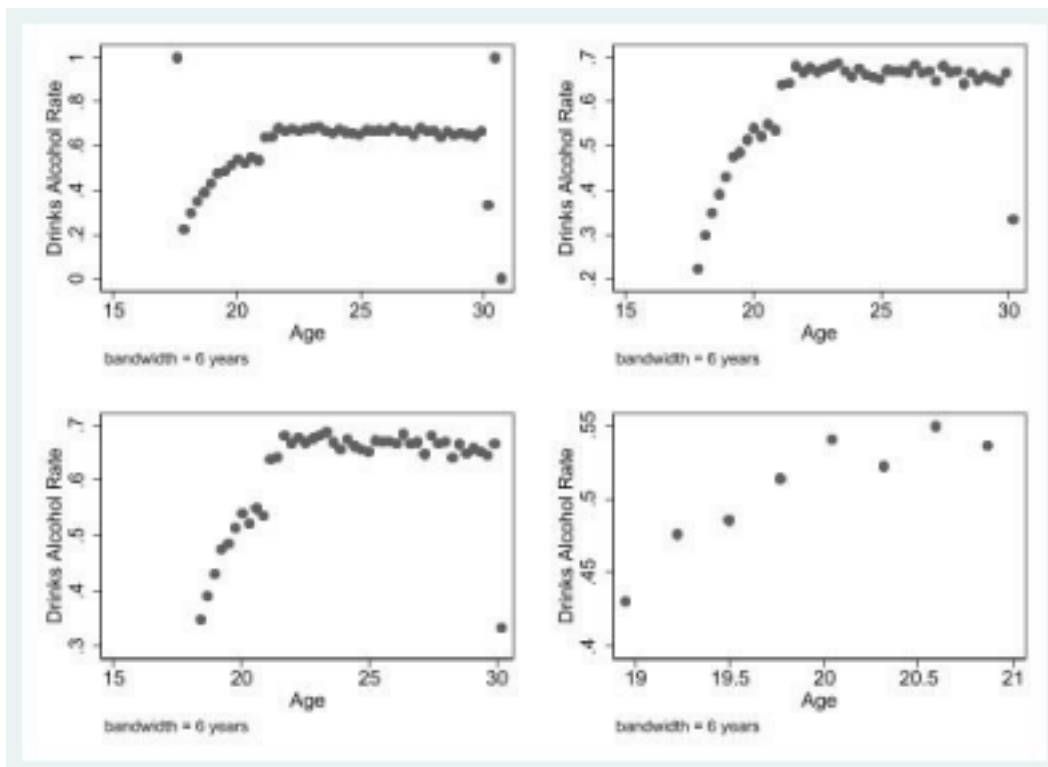 Drinks Alcohol Rate
1
.8
.6
.4
.2
0
15 20 25 30
Age
bandwidth = 6 years
Drinks Alcohol Rate
.7
.6
.5
.4
.3
.2
15 20 25 30
Age
bandwidth = 6 years
Drinks Alcohol Rate
.7
.6
.5
.4
.3
15 20 25 30
Age
bandwidth = 6 years
Drinks Alcohol Rate
.55
.5
.45
.4
19 19.5 20 20.5 21
Age
bandwidth = 6 years